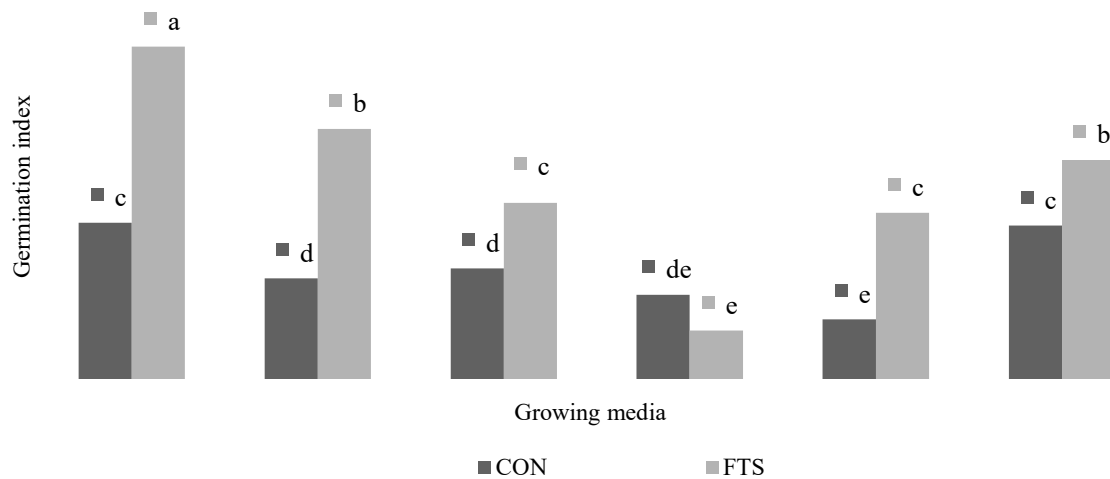 a
b
b
c
c
c
c
d
d
de
e
e
Germination index
Growing media
CON
FTS